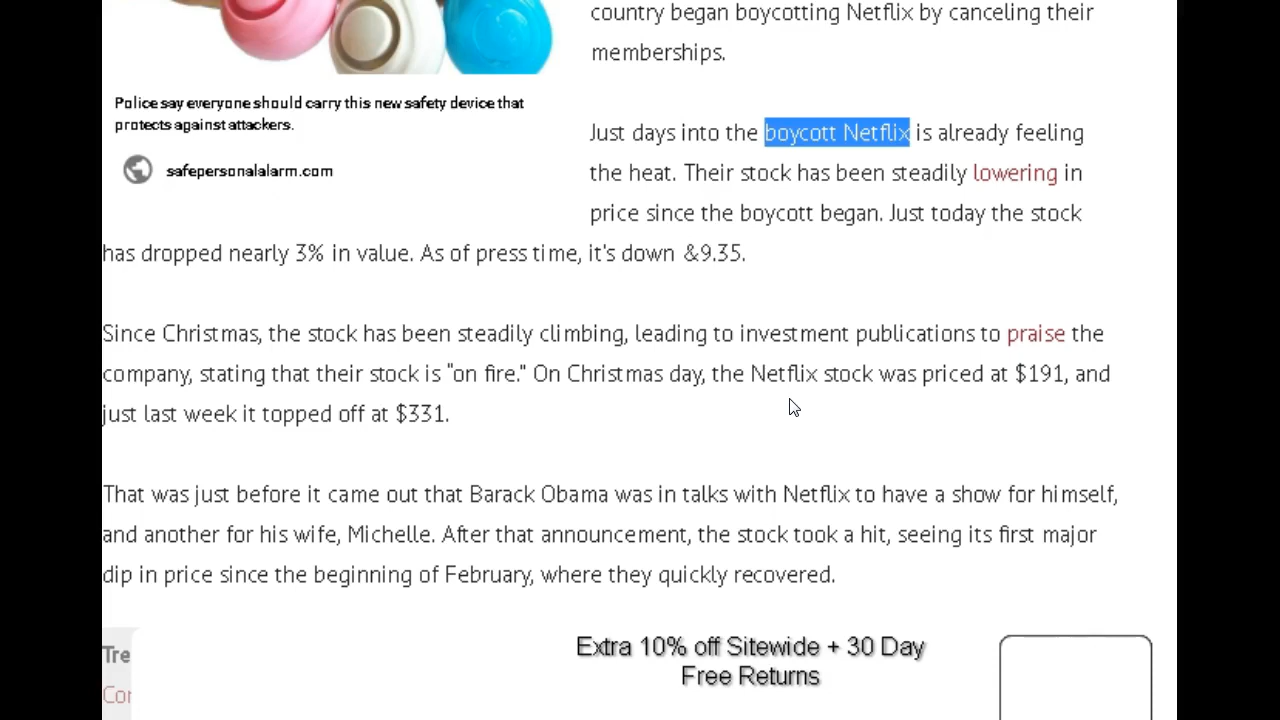 country began boycotting Netflix by canceling their
memberships.
Police say everyone should carry this new safety device that
protects against attackers.
safepersonalalarm.com
Just days into the boycott Netflix is already feeling
the heat. Their stock has been steadily lowering in
price since the boycott began. Just today the stock
has dropped nearly 3% in value. As of press time, it's down &9.35.
Since Christmas, the stock has been steadily climbing, leading to investment publications to praise the
company, stating that their stock is “on fire.” On Christmas day, the Netflix stock was priced at $191, and
just last week it topped off at $331.
That was just before it came out that Barack Obama was in talks with Netflix to have a show for himself,
and another for his wife, Michelle. After that announcement, the stock took a hit, seeing its first major
dip in price since the beginning of February, where they quickly recovered.
Tre
Cor
Extra 10% off Sitewide + 30 Day
Free Returns